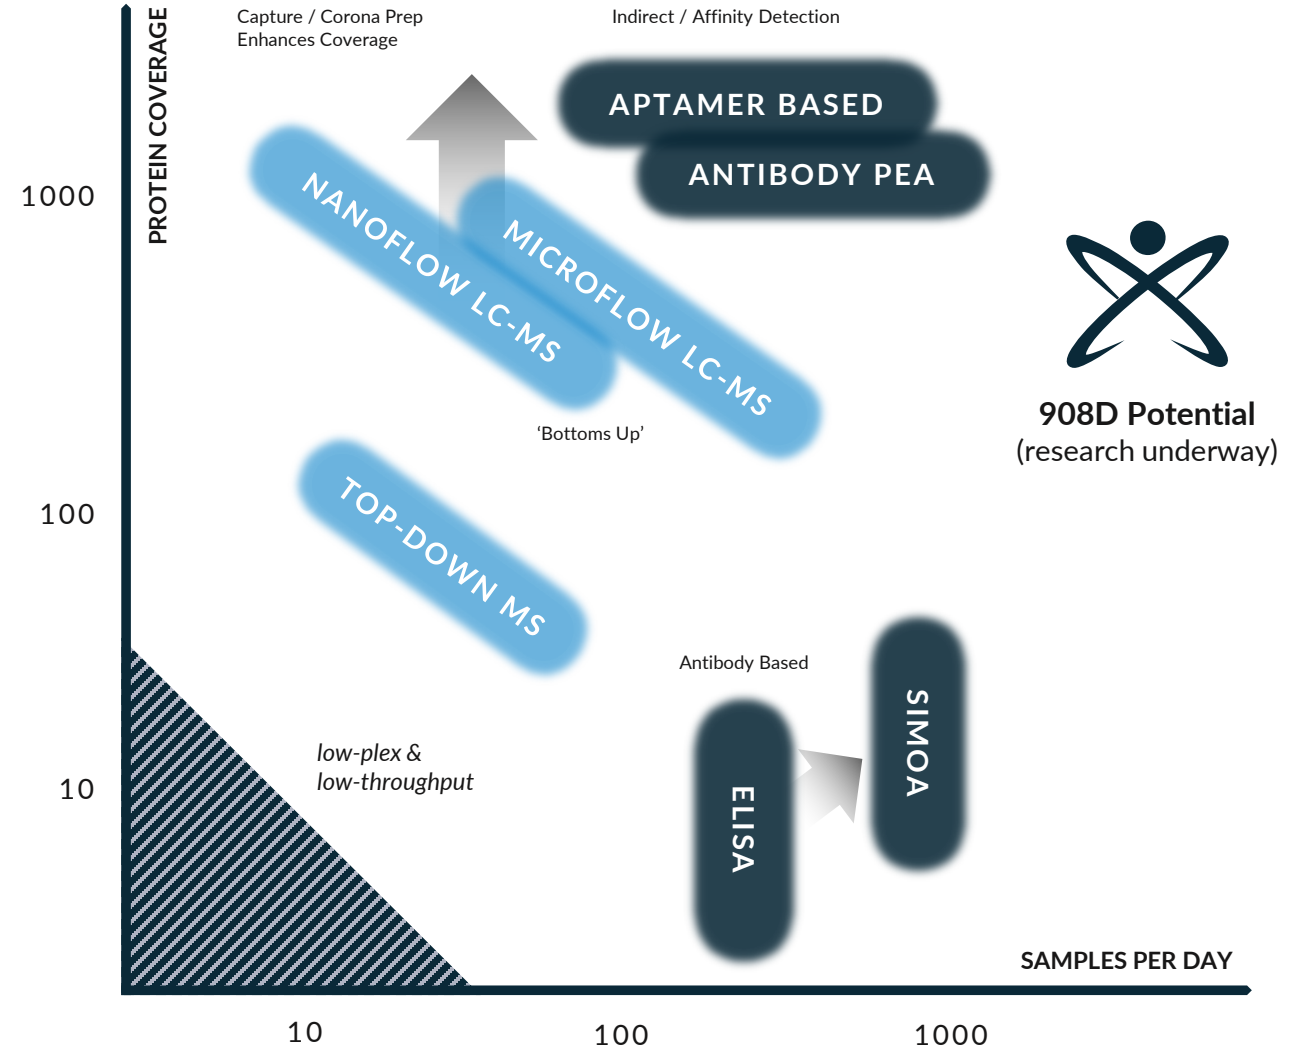 PROTEIN COVERAGE
Capture / Corona Prep
Enhances Coverage
Indirect / Affinity Detection
APTAMER BASED
ANTIBODY PEA
1000
NANOFLOW LC-MS
MICROFLOW LC-MS
908D Potential
(research underway)
‘Bottoms Up’
100
TOP-DOWN MS
Antibody Based
SIMOA
ELISA
low-plex &
low-throughput
10
SAMPLES PER DAY
10
100
1000